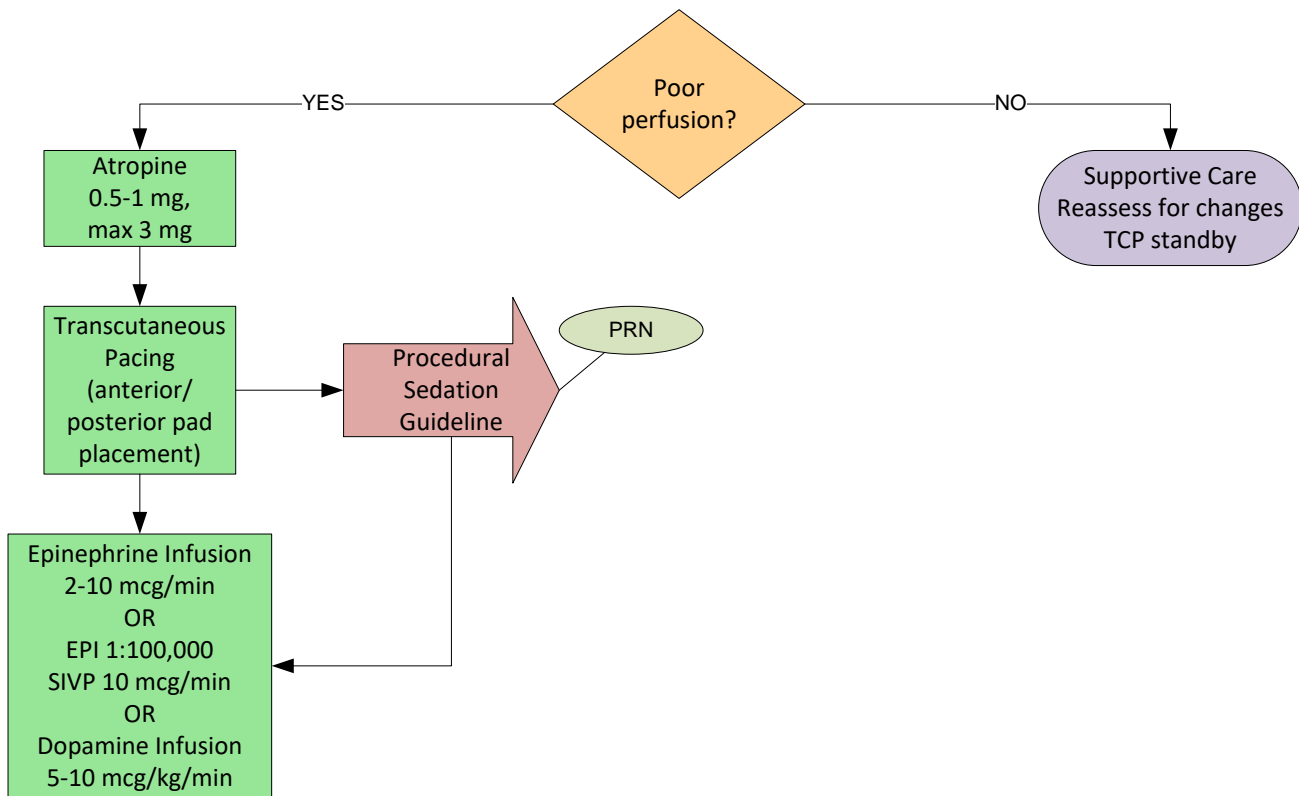 Poor
perfusion?
YES
NO
Atropine
0.5-1 mg,
max 3 mg
Supportive Care
Reassess for changes
TCP standby
Transcutaneous
Pacing
(anterior/
posterior pad
placement)
Procedural
Sedation
Guideline
PRN
Epinephrine Infusion
2-10 mcg/min
OR
EPI 1:100,000
SIVP 10 mcg/min
OR
Dopamine Infusion
5-10 mcg/kg/min